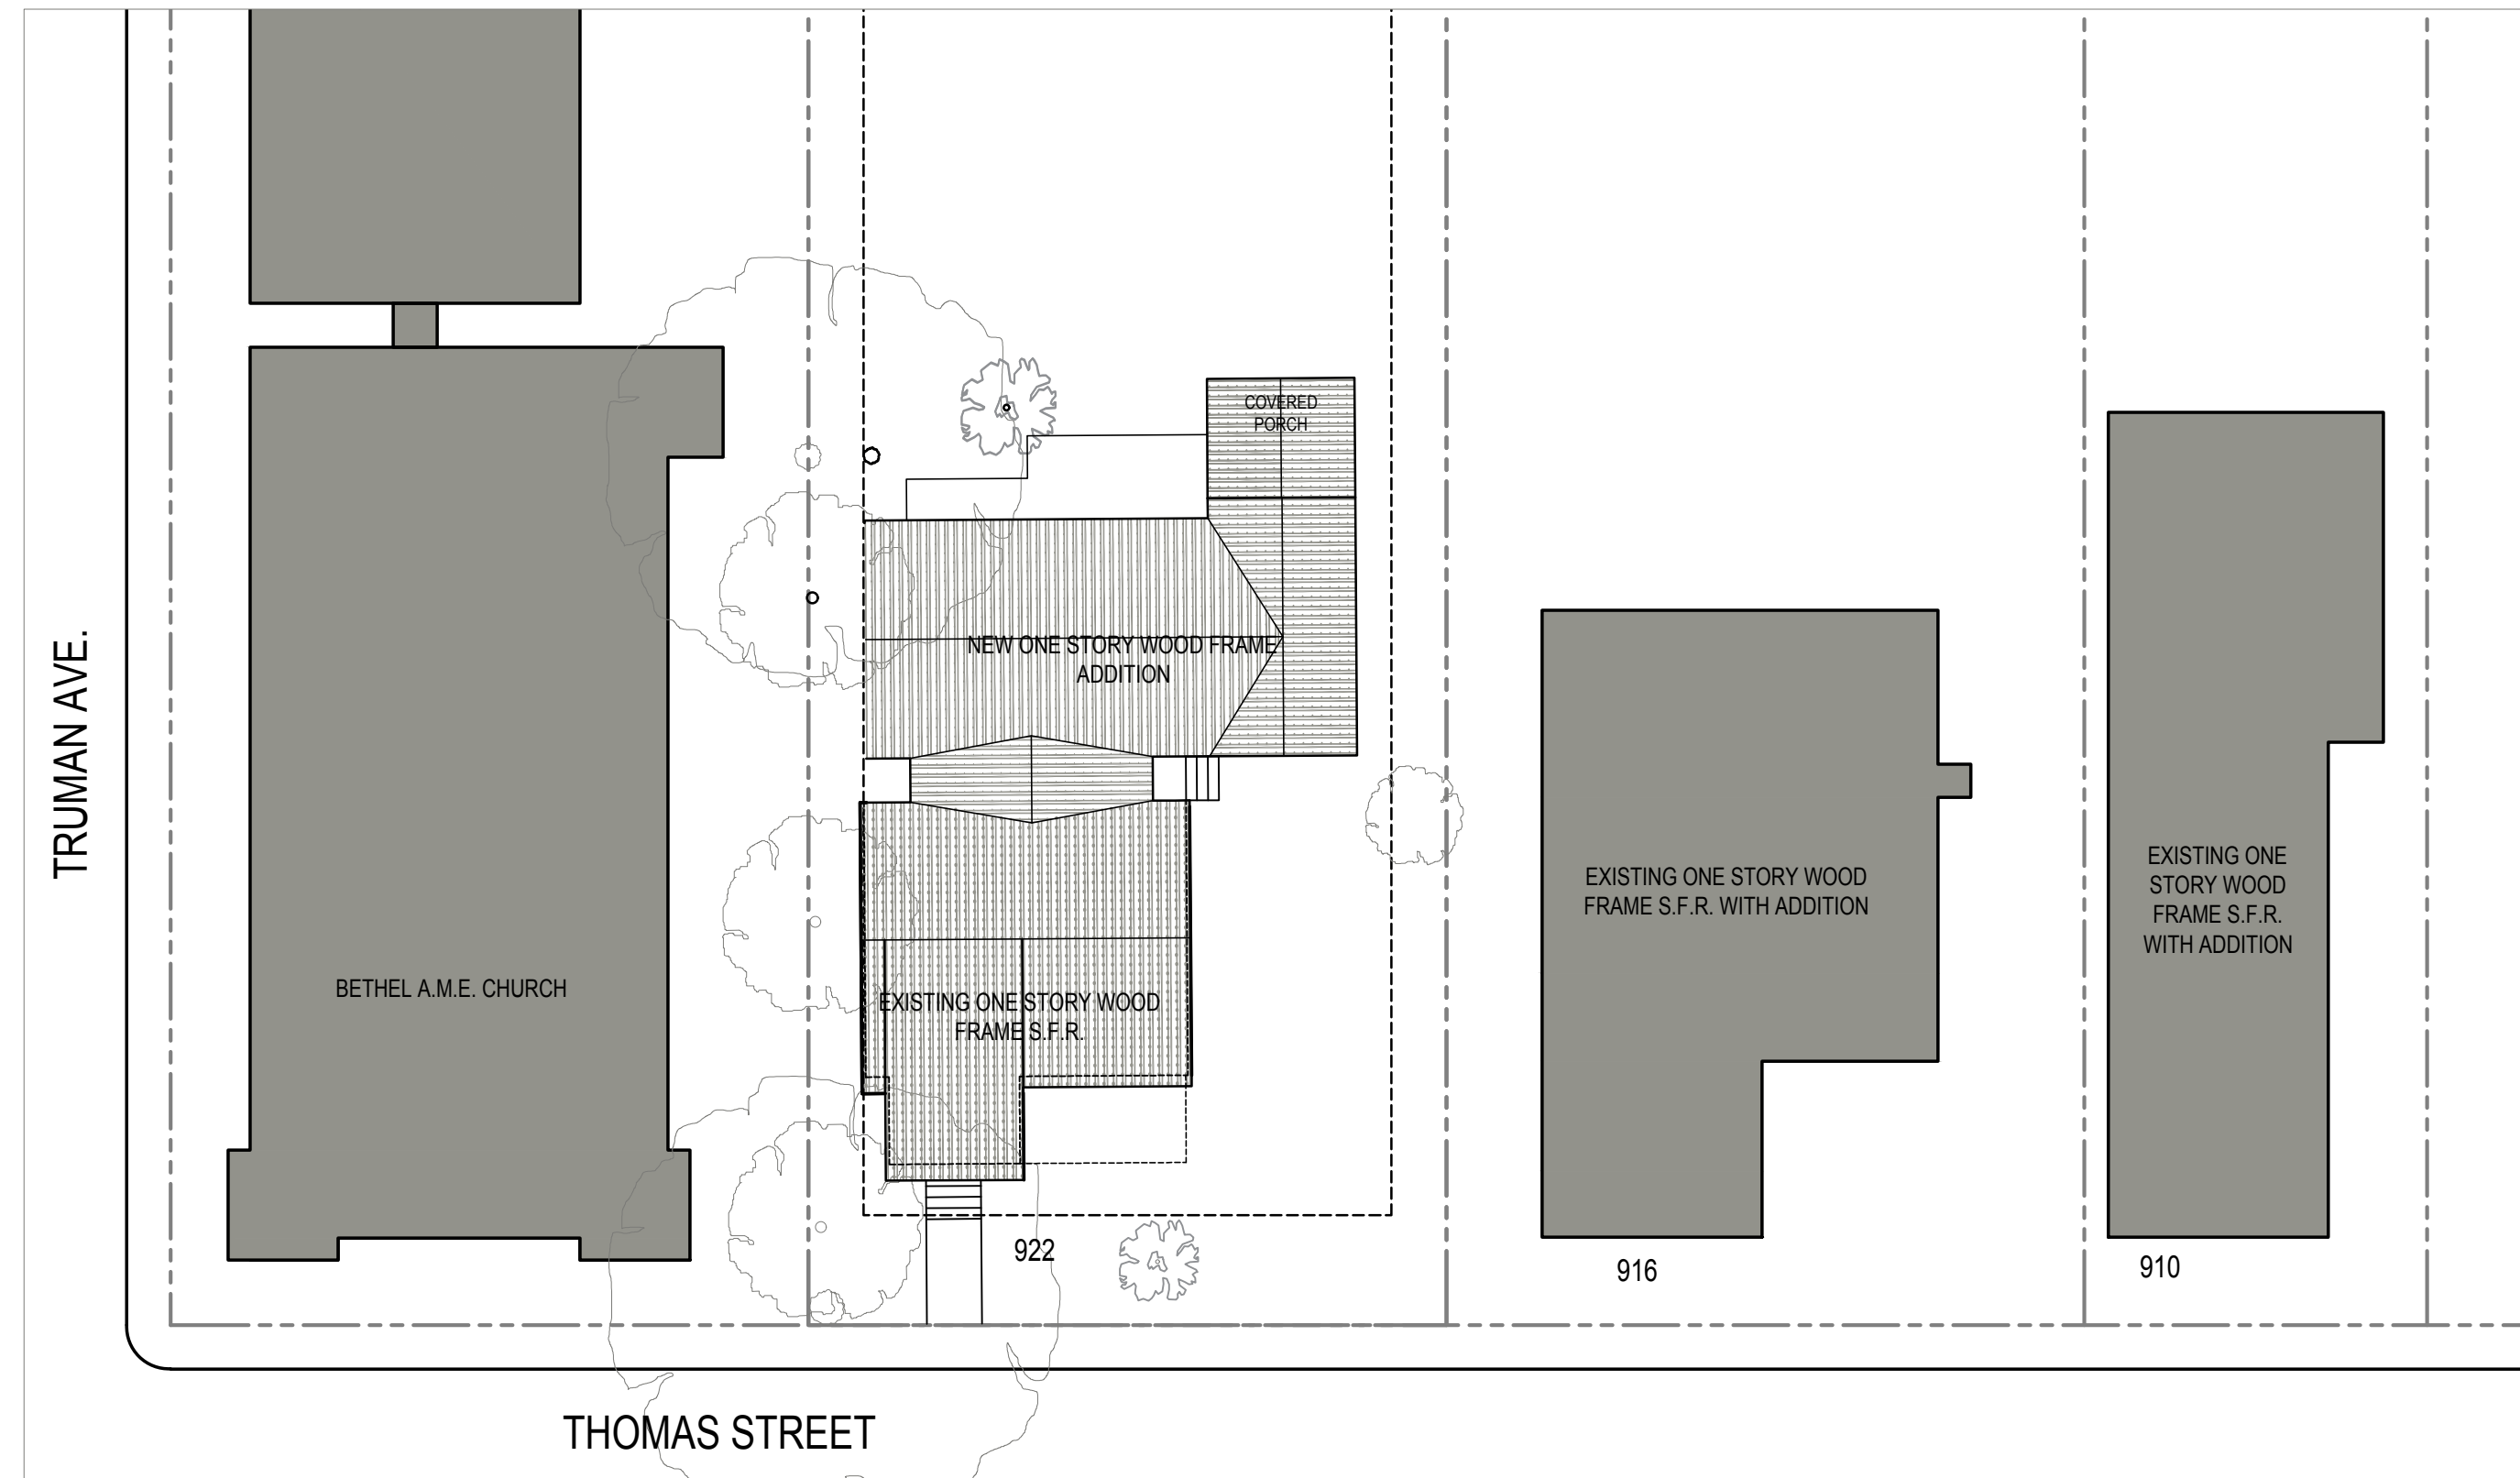 COVERED
PORCH
NEW ONE STORY WOOD FRAME
ADDITION
TRUMAN AVE.
BETHEL A.M.E. CHURCH
EXISTING ONE STORY WOOD
FRAME S.F.R.
EXISTING ONE STORY WOOD
FRAME S.F.R. WITH ADDITION
EXISTING ONE
STORY WOOD
FRAME S.F.R.
WITH ADDITION
922
916
910
THOMAS STREET